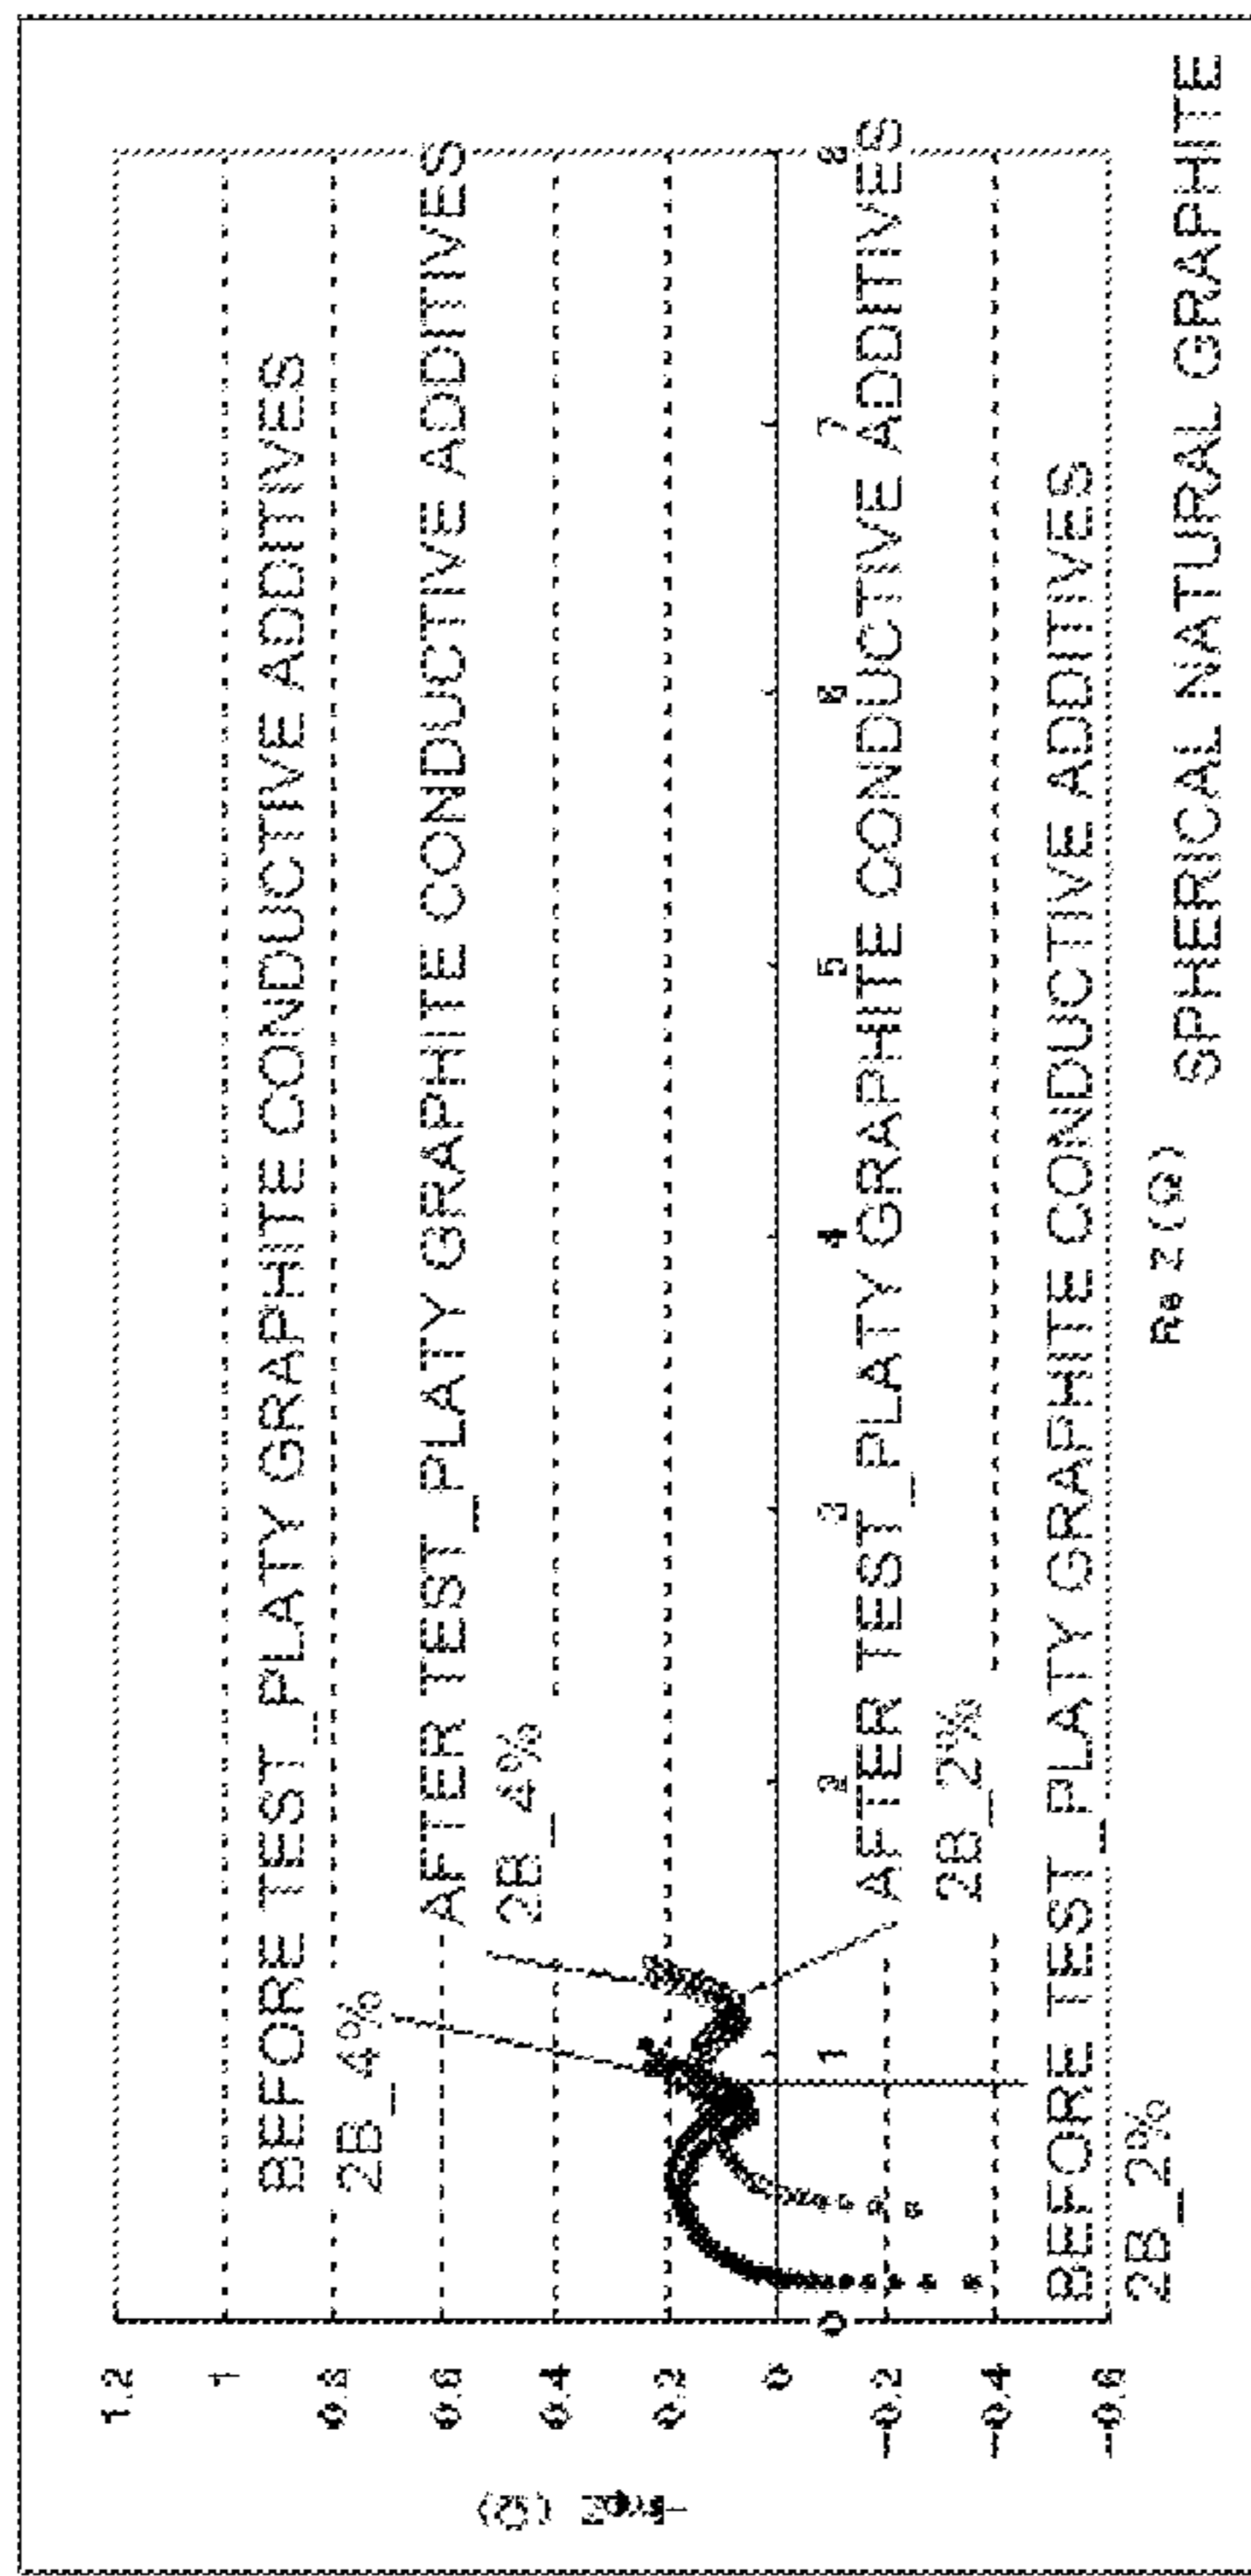 BEFORE TEST_PLATY GRAPHITE CONDUCTIVE ADDITIVES
2B_4%
AFTER TEST_PLATY GRAPHITE CONDUCTIVE ADDITIVES
2B_4%
1.2
1
0.8
0.6
0.4
0.2
0
-0.2
-0.4
-0.6
0
1
2
3
4
5
6
7
8
AFTER TEST_PLATY GRAPHITE CONDUCTIVE ADDITIVES
2B_2%
BEFORE TEST_PLATY GRAPHITE CONDUCTIVE ADDITIVES
2B_2%
Re Z (Ω)
SPHERICAL NATURAL GRAPHITE